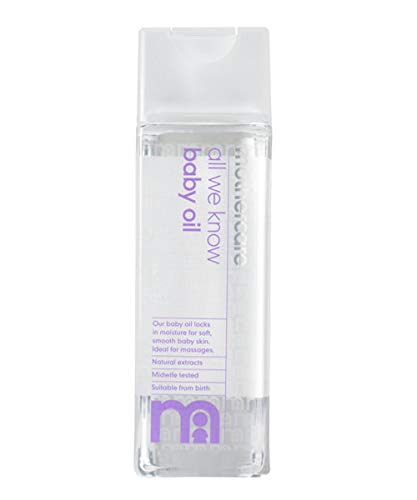 mothercare
all we know
baby oil
Our baby oil locks
in moisture for soft,
smooth baby skin.
Ideal for massages.
Natural extracts
Midwife tested
Suitable from birth